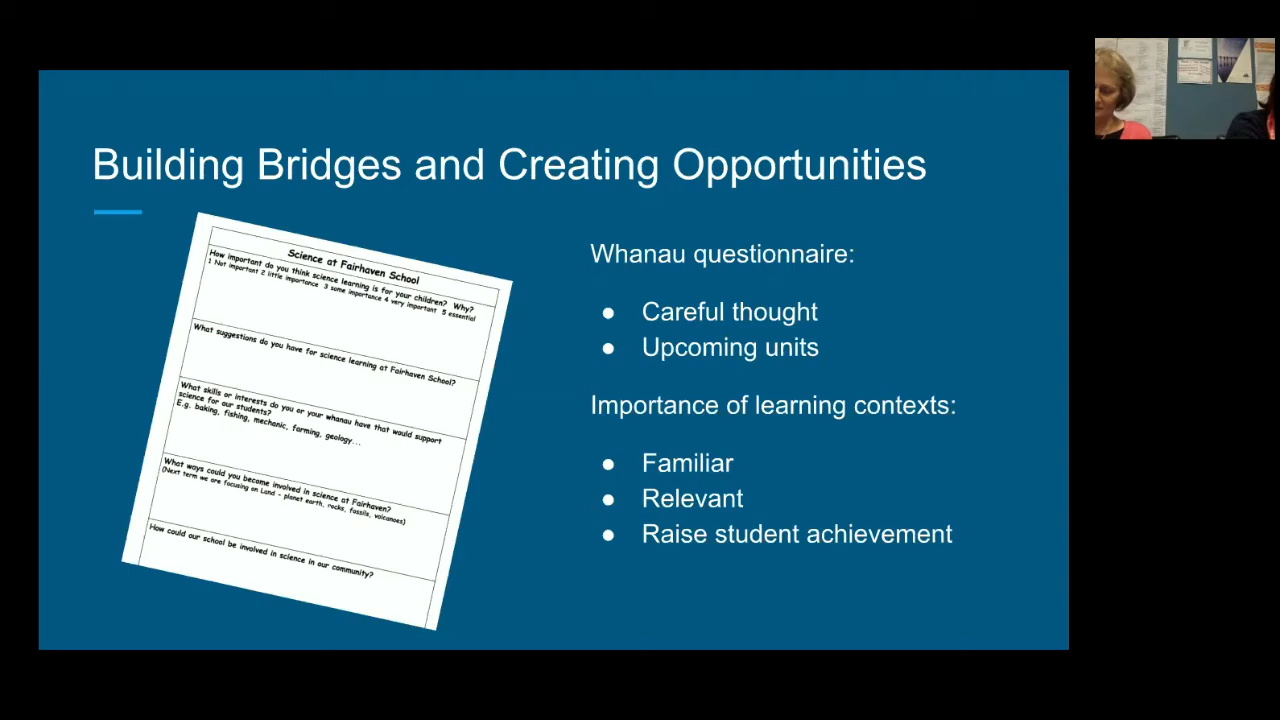 Building Bridges and Creating Opportunities
Science at Fairhaven School
How important do you think science learning is for your children? Why?
1 Not important 2 little importance 3 some importance 4 very important 5 essential
What suggestions do you have for science learning at Fairhaven School?
What skills or interests do you or your whanau have that would support
science for our students?
E.g. baking, fishing, mechanic, farming, geology...
What ways could you become involved in science at Fairhaven?
(Next term we are focusing on Land - planet earth, rocks, fossils, volcanoes)
How could our school be involved in science in our community?
Whanau questionnaire:
● Careful thought
● Upcoming units
Importance of learning contexts:
● Familiar
● Relevant
● Raise student achievement